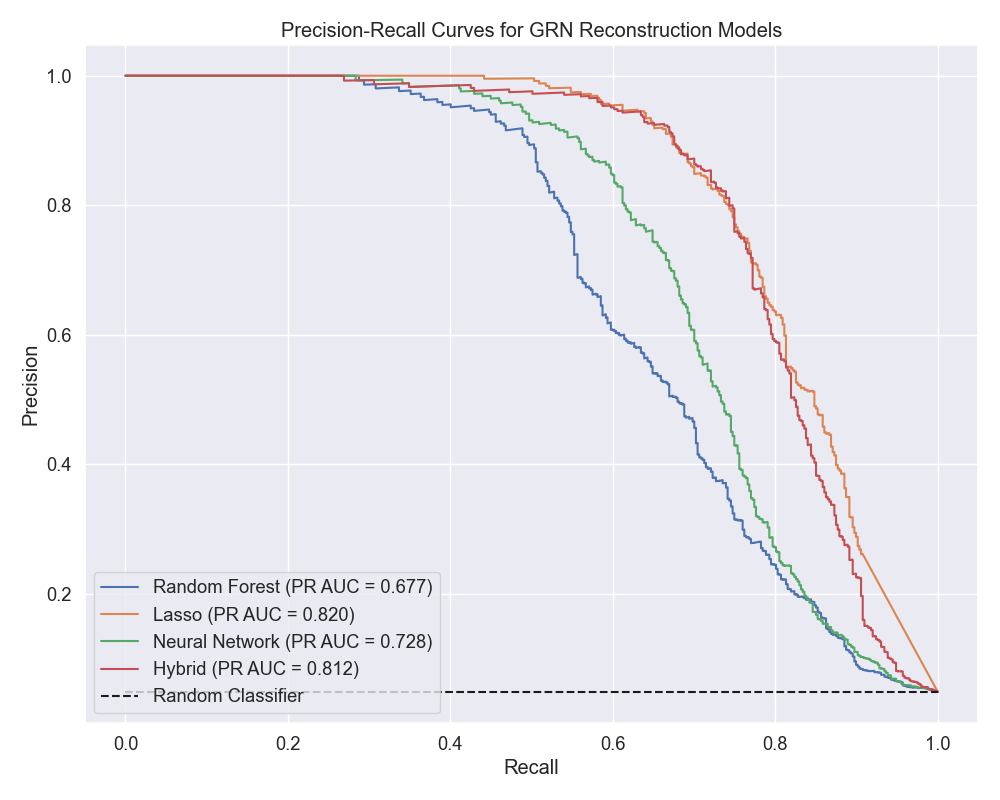 Precision-Recall Curves for GRN Reconstruction Models
Precision
1.0
0.8
0.6
0.4
0.2
Random Forest (PR AUC = 0.677)
Lasso (PR AUC = 0.820)
Neural Network (PR AUC = 0.728)
Hybrid (PR AUC = 0.812)
Random Classifier
0.0 0.2 0.4 0.6 0.8 1.0
Recall